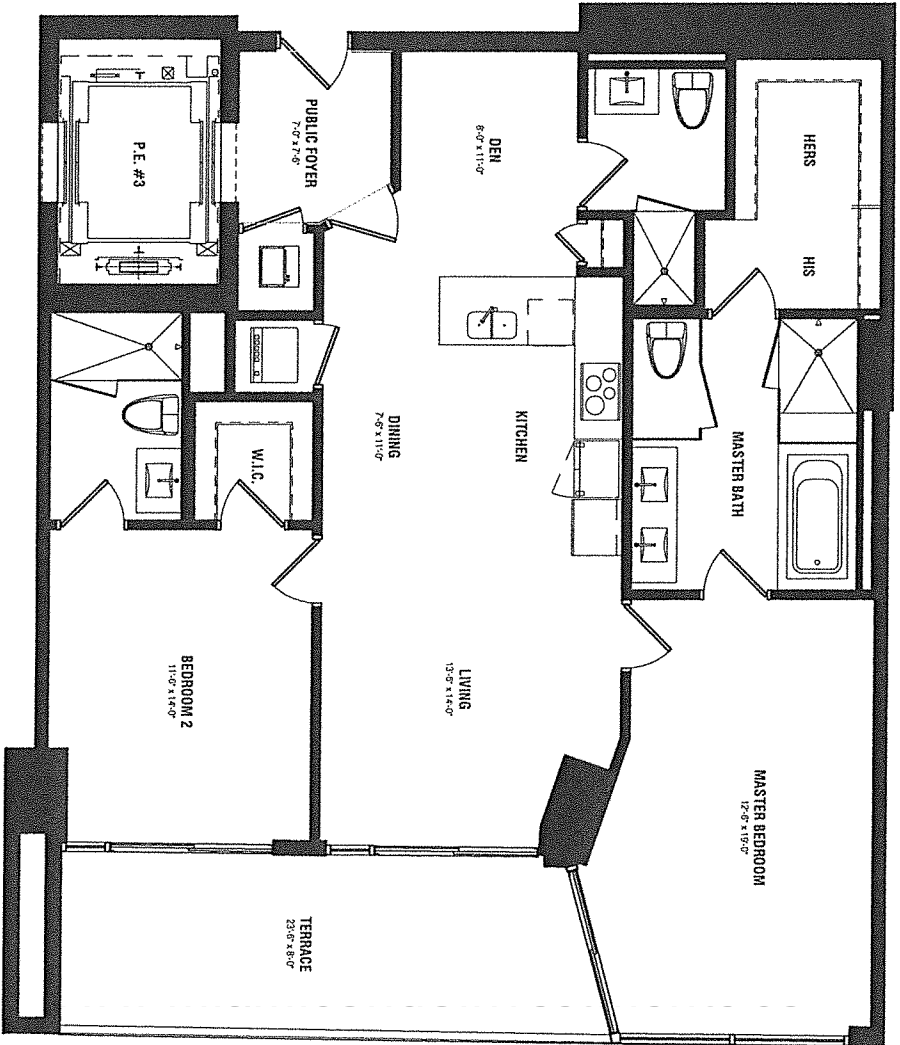 HERS
HIS
MASTER BATH
MASTER BEDROOM
12'-6" x 19'-0"
DEN
8'-0" x 11'-0"
KITCHEN
LIVING
13'-6" x 14'-0"
DINING
7'-6" x 11'-0"
PUBLIC FOYER
7'-0" x 7'-6"
TERRACE
23'-6" x 8'-0"
W.I.C.
BEDROOM 2
11'-6" x 14'-0"
P.E. #3